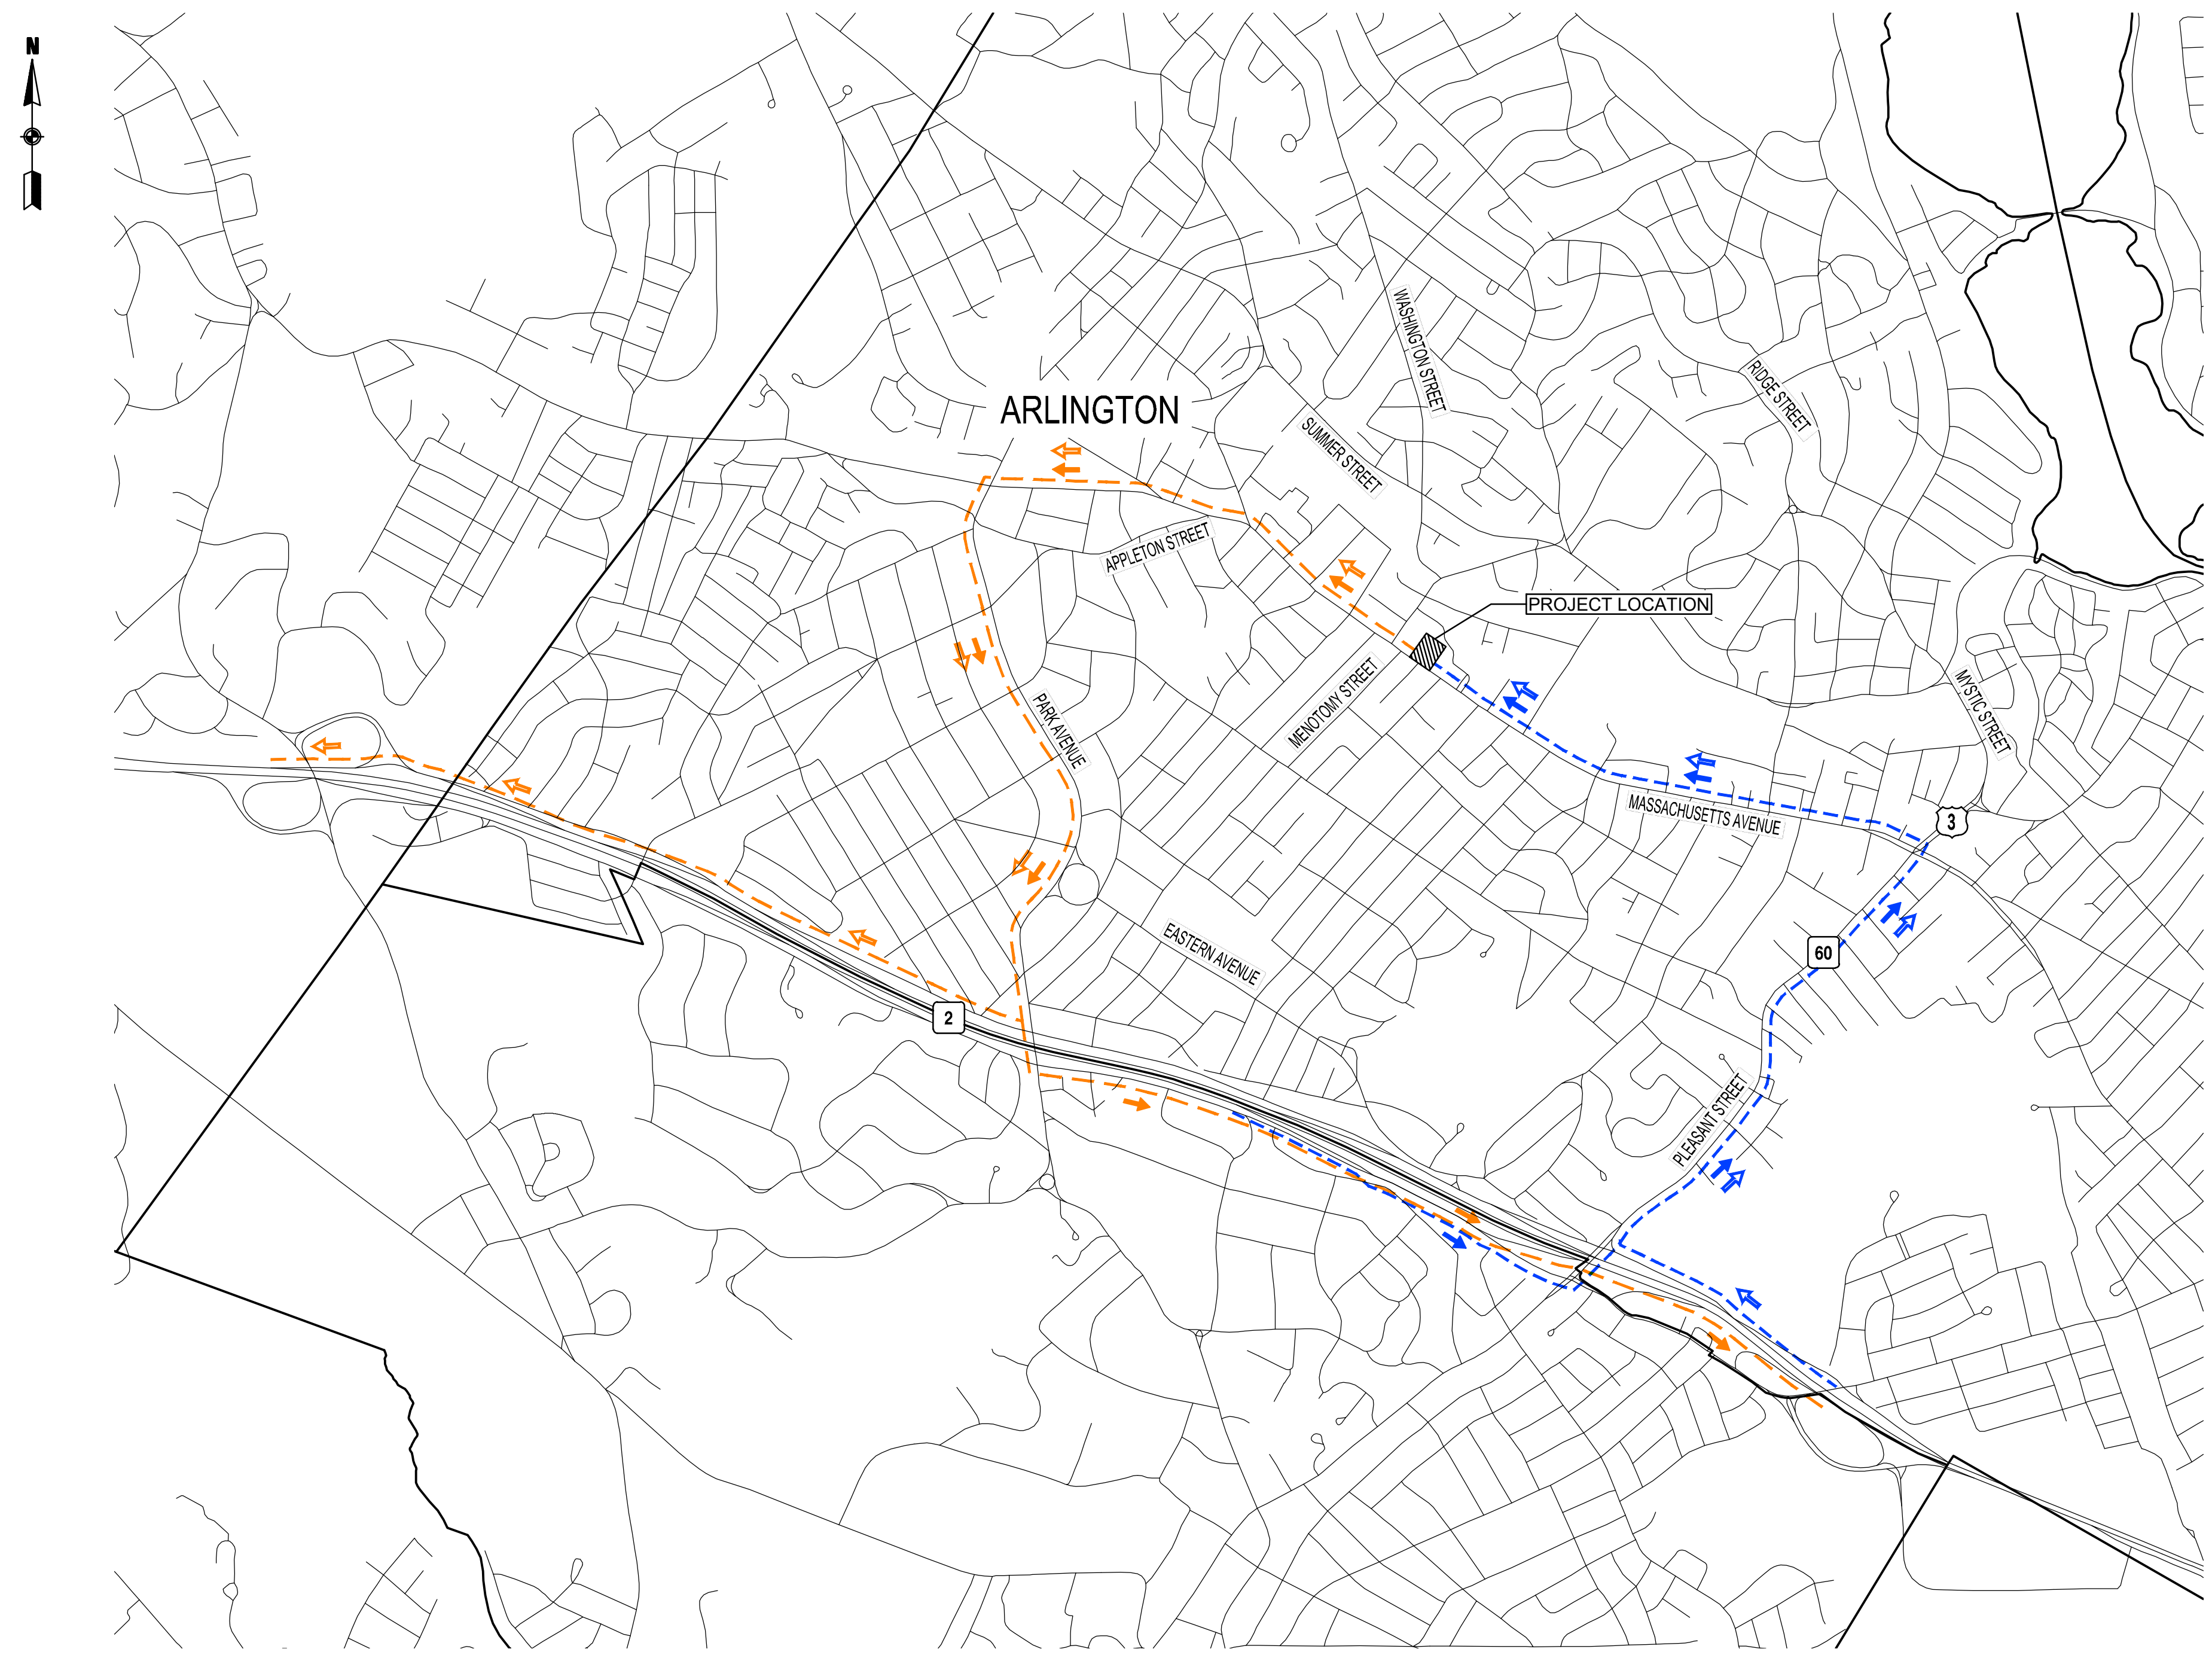 N
WASHINGTON STREET
RIDGE STREET
ARLINGTON
SUMMER STREET
APPLETON STREET
PROJECT LOCATION
MENOTOMY STREET
MYSTIC STREET
PARK AVENUE
MASSACHUSETTS AVENUE
3
EASTERN AVENUE
60
2
PLEASANT STREET